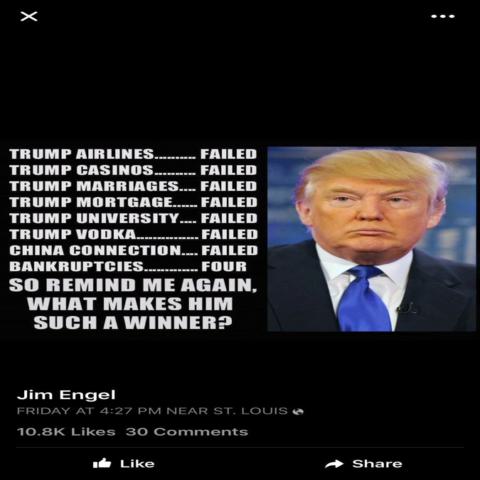 TRUMP AIRLINES.......... FAILED
TRUMP CASINOS.......... FAILED
TRUMP MARRIAGES.... FAILED
TRUMP MORTGAGE...... FAILED
TRUMP UNIVERSITY.... FAILED
TRUMP VODKA............... FAILED
CHINA CONNECTION.... FAILED
BANKRUPTCIES............. FOUR
SO REMIND ME AGAIN,
WHAT MAKES HIM
SUCH A WINNER?
Jim Engel
FRIDAY AT 4:27 PM NEAR ST. LOUIS
10.8K Likes 30 Comments
Like Share